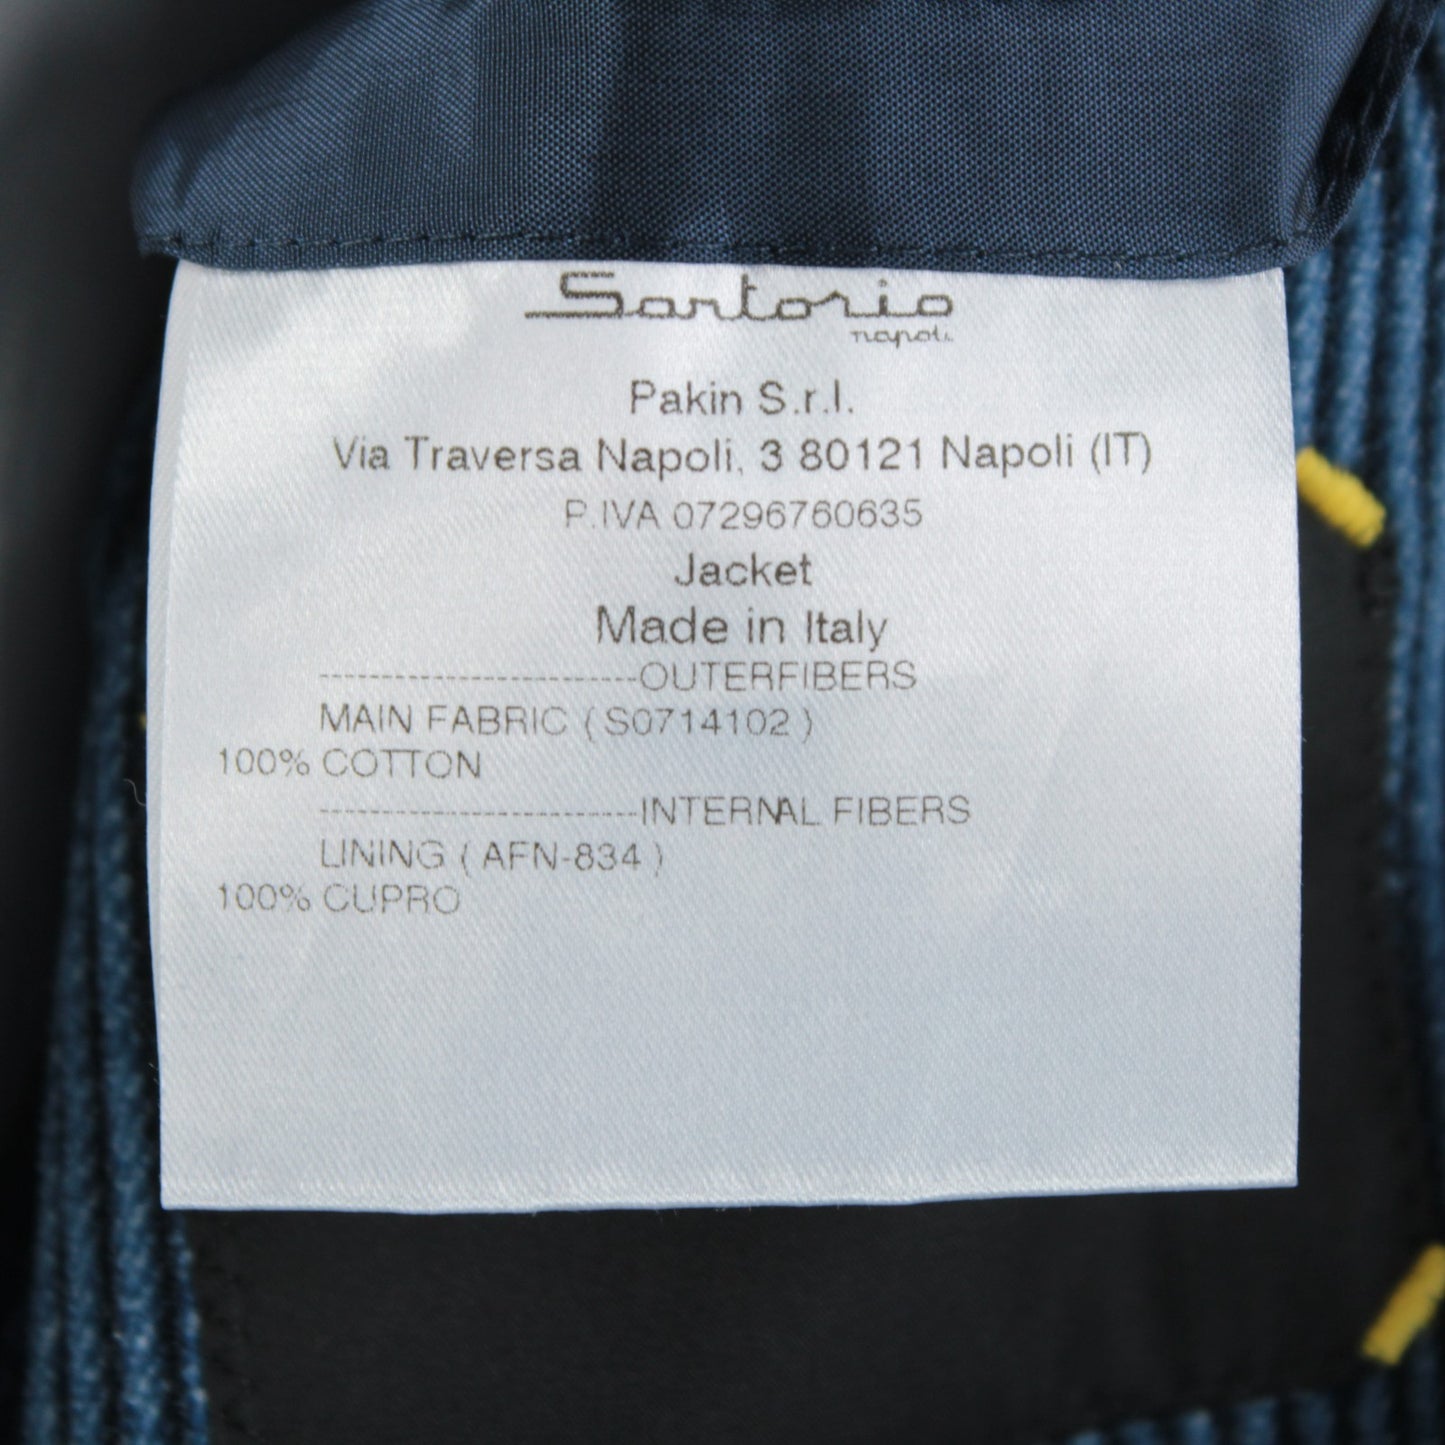 Sartorio
napoli
Pakin S.r.l.
Via Traversa Napoli, 3 80121 Napoli (IT)
P.IVA 07296760635
Jacket
Made in Italy
-----------------------OUTERFIBERS
MAIN FABRIC ( S0714102 )
100% COTTON
-----------------------INTERNAL FIBERS
LINING ( AFN-834 )
100% CUPRO